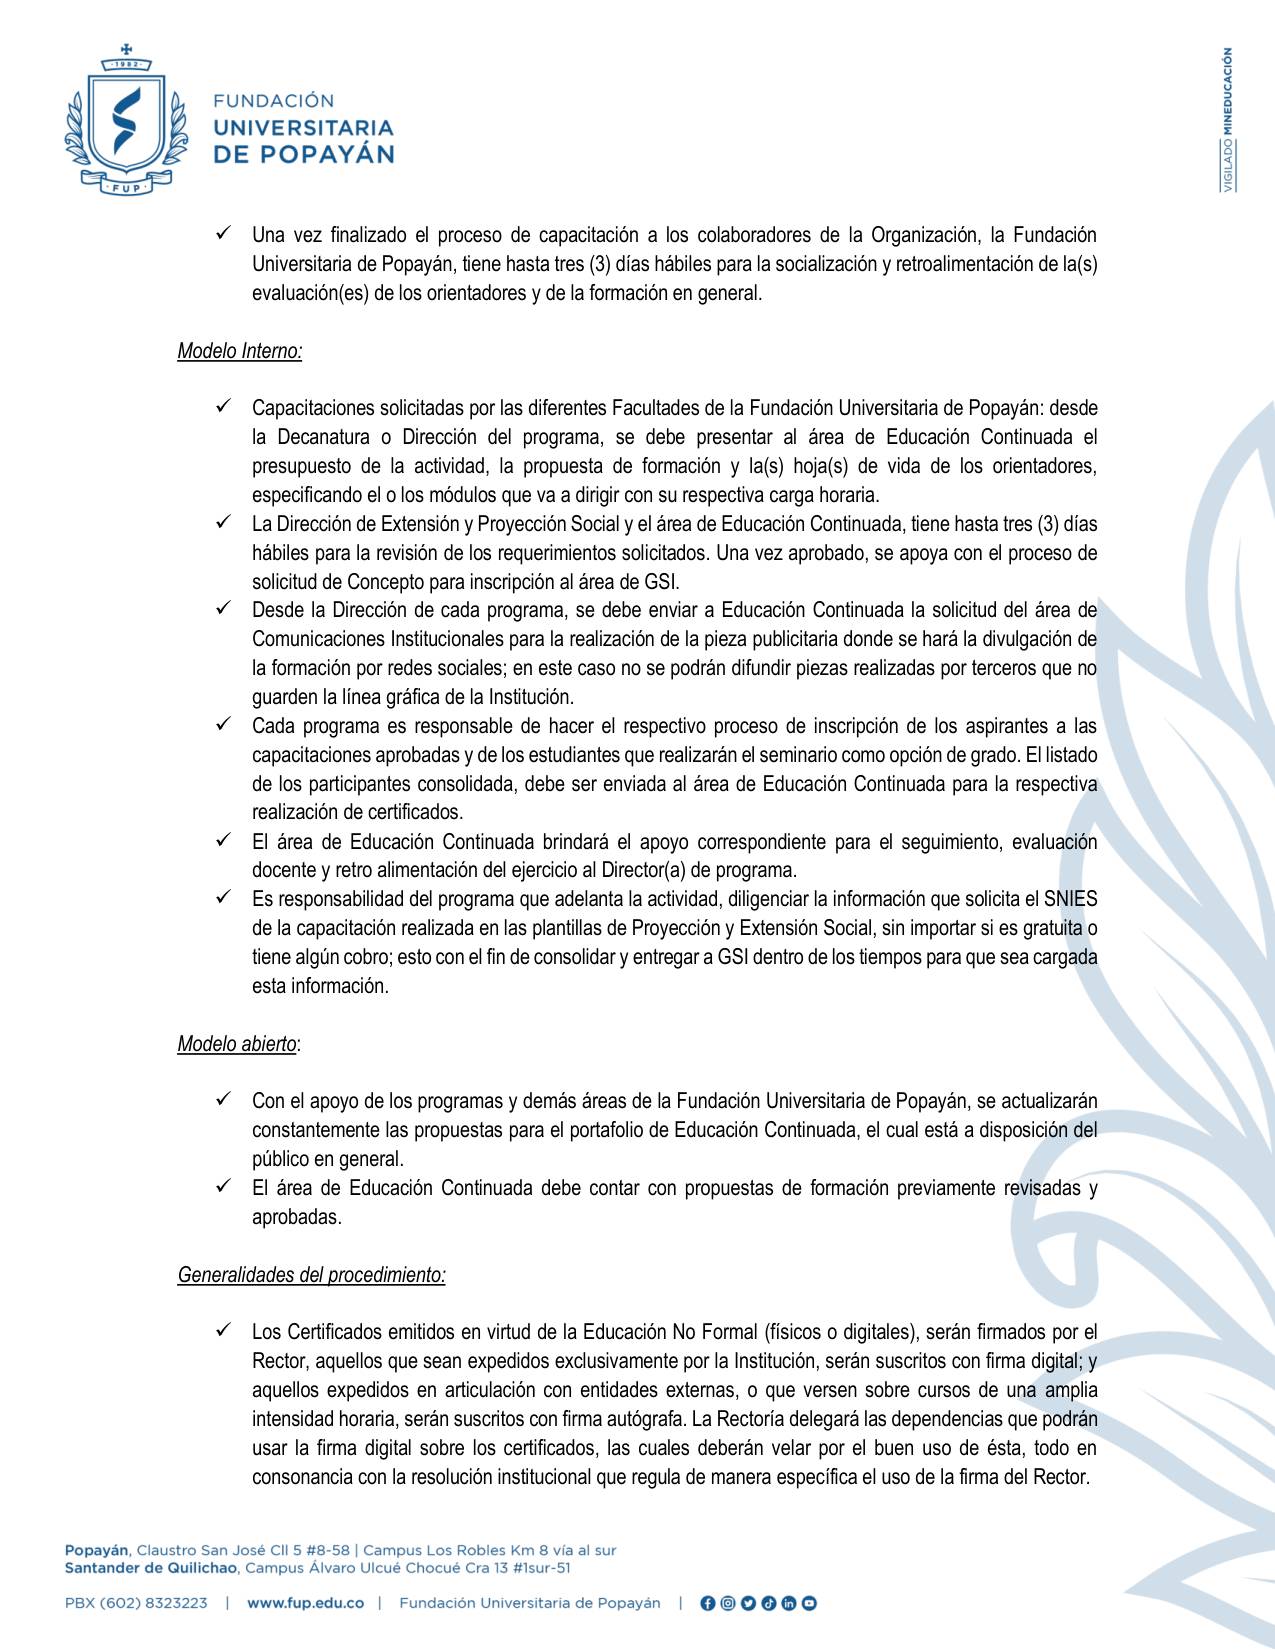 · 1982 ·
FUNDACIÓN
UNIVERSITARIA
DE POPAYÁN
· FUP ·
VIGILADO MINEDUCACIÓN
✓ Una vez finalizado el proceso de capacitación a los colaboradores de la Organización, la Fundación
Universitaria de Popayán, tiene hasta tres (3) días hábiles para la socialización y retroalimentación de la(s)
evaluación(es) de los orientadores y de la formación en general.
Modelo Interno:
✓ Capacitaciones solicitadas por las diferentes Facultades de la Fundación Universitaria de Popayán: desde
la Decanatura o Dirección del programa, se debe presentar al área de Educación Continuada el
presupuesto de la actividad, la propuesta de formación y la(s) hoja(s) de vida de los orientadores,
especificando el o los módulos que va a dirigir con su respectiva carga horaria.
✓ La Dirección de Extensión y Proyección Social y el área de Educación Continuada, tiene hasta tres (3) días
hábiles para la revisión de los requerimientos solicitados. Una vez aprobado, se apoya con el proceso de
solicitud de Concepto para inscripción al área de GSI.
✓ Desde la Dirección de cada programa, se debe enviar a Educación Continuada la solicitud del área de
Comunicaciones Institucionales para la realización de la pieza publicitaria donde se hará la divulgación de
la formación por redes sociales; en este caso no se podrán difundir piezas realizadas por terceros que no
guarden la línea gráfica de la Institución.
✓ Cada programa es responsable de hacer el respectivo proceso de inscripción de los aspirantes a las
capacitaciones aprobadas y de los estudiantes que realizarán el seminario como opción de grado. El listado
de los participantes consolidada, debe ser enviada al área de Educación Continuada para la respectiva
realización de certificados.
✓ El área de Educación Continuada brindará el apoyo correspondiente para el seguimiento, evaluación
docente y retro alimentación del ejercicio al Director(a) de programa.
✓ Es responsabilidad del programa que adelanta la actividad, diligenciar la información que solicita el SNIES
de la capacitación realizada en las plantillas de Proyección y Extensión Social, sin importar si es gratuita o
tiene algún cobro; esto con el fin de consolidar y entregar a GSI dentro de los tiempos para que sea cargada
esta información.
Modelo abierto:
✓ Con el apoyo de los programas y demás áreas de la Fundación Universitaria de Popayán, se actualizarán
constantemente las propuestas para el portafolio de Educación Continuada, el cual está a disposición del
público en general.
✓ El área de Educación Continuada debe contar con propuestas de formación previamente revisadas y
aprobadas.
Generalidades del procedimiento:
✓ Los Certificados emitidos en virtud de la Educación No Formal (físicos o digitales), serán firmados por el
Rector, aquellos que sean expedidos exclusivamente por la Institución, serán suscritos con firma digital; y
aquellos expedidos en articulación con entidades externas, o que versen sobre cursos de una amplia
intensidad horaria, serán suscritos con firma autógrafa. La Rectoría delegará las dependencias que podrán
usar la firma digital sobre los certificados, las cuales deberán velar por el buen uso de ésta, todo en
consonancia con la resolución institucional que regula de manera específica el uso de la firma del Rector.
Popayán, Claustro San José Cll 5 #8-58 | Campus Los Robles Km 8 vía al sur
Santander de Quilichao, Campus Álvaro Ulcué Chocué Cra 13 #1sur-51
PBX (602) 8323223 | www.fup.edu.co | Fundación Universitaria de Popayán |